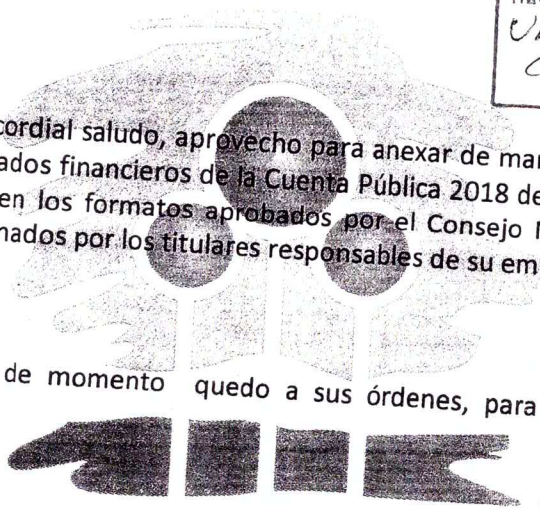 cordial saludo, aprovecho para anexar de mar
ados financieros de la Cuenta Pública 2018 de
en los formatos aprobados por el Consejo N
nados por los titulares responsables de su em
de momento quedo a sus órdenes, para